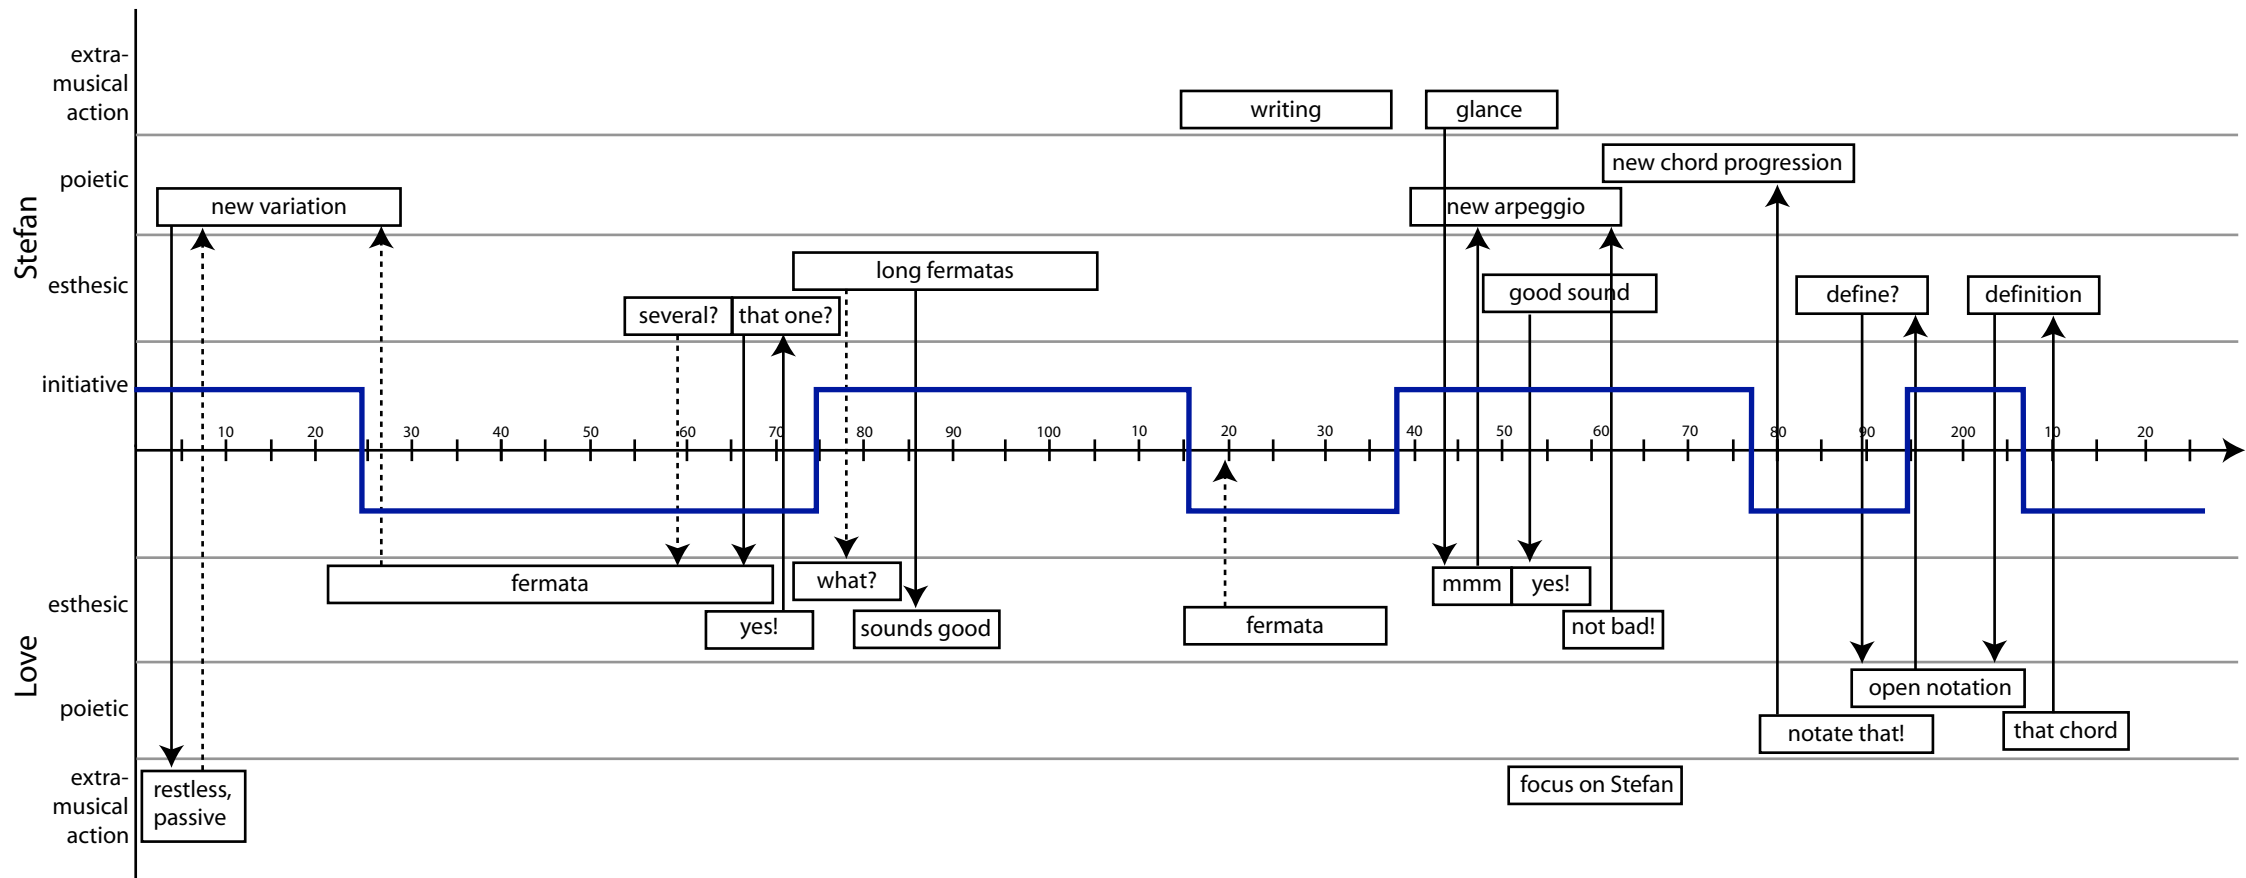 extra-
musical
action
writing
glance
Stefan
poietic
new chord progression
new variation
new arpeggio
esthesic
long fermatas
good sound
define?
definition
several?
that one?
initiative
10 20 30 40 50 60 70 80 90 100 10 20 30 40 50 60 70 80 90 200 10 20
Love
esthesic
fermata
what?
mmm
yes!
yes!
sounds good
fermata
not bad!
poietic
open notation
notate that!
that chord
extra-
musical
action
restless,
passive
focus on Stefan